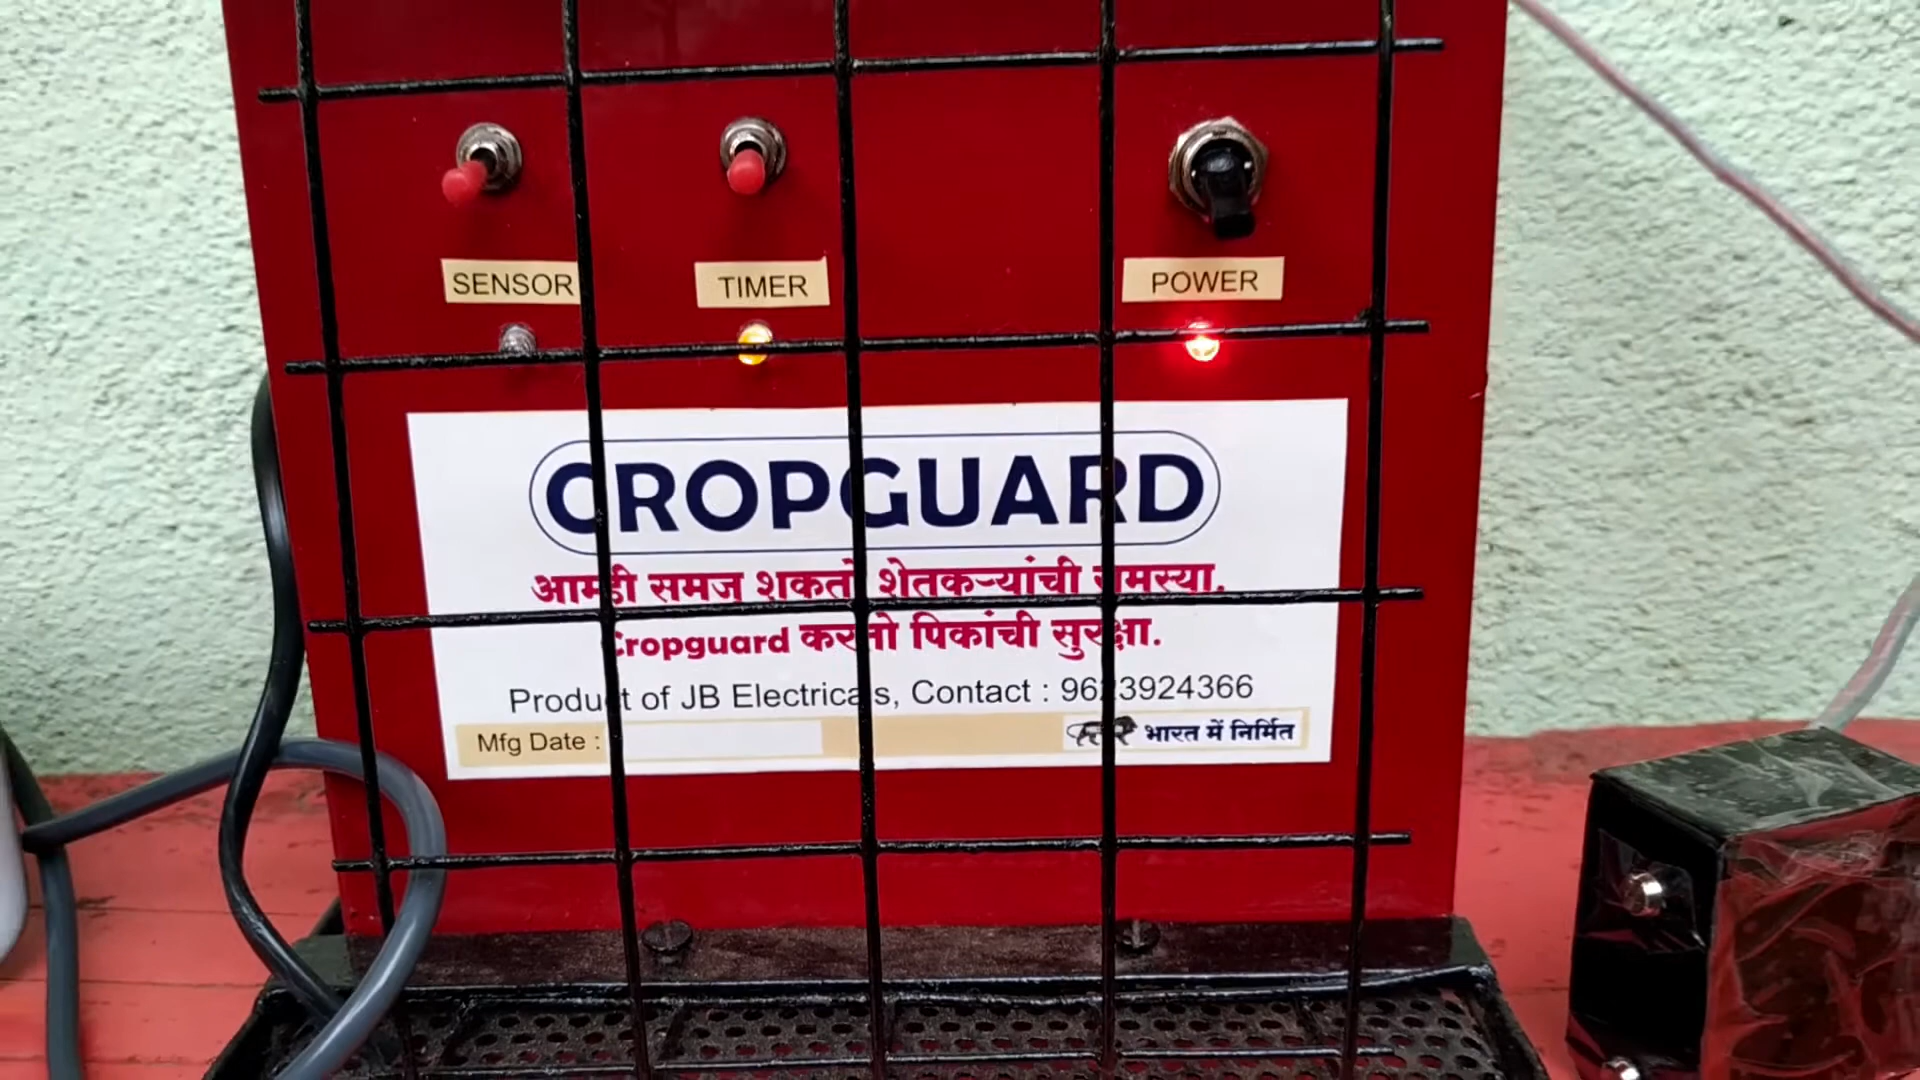 SENSOR TIMER POWER
CROPGUARD
आम्ही समजू शकतो शेतकऱ्यांची समस्या.
Cropguard करतो पिकांची सुरक्षा.
Product of JB Electricals, Contact : 9623924366
Mfg Date :
भारत में निर्मित